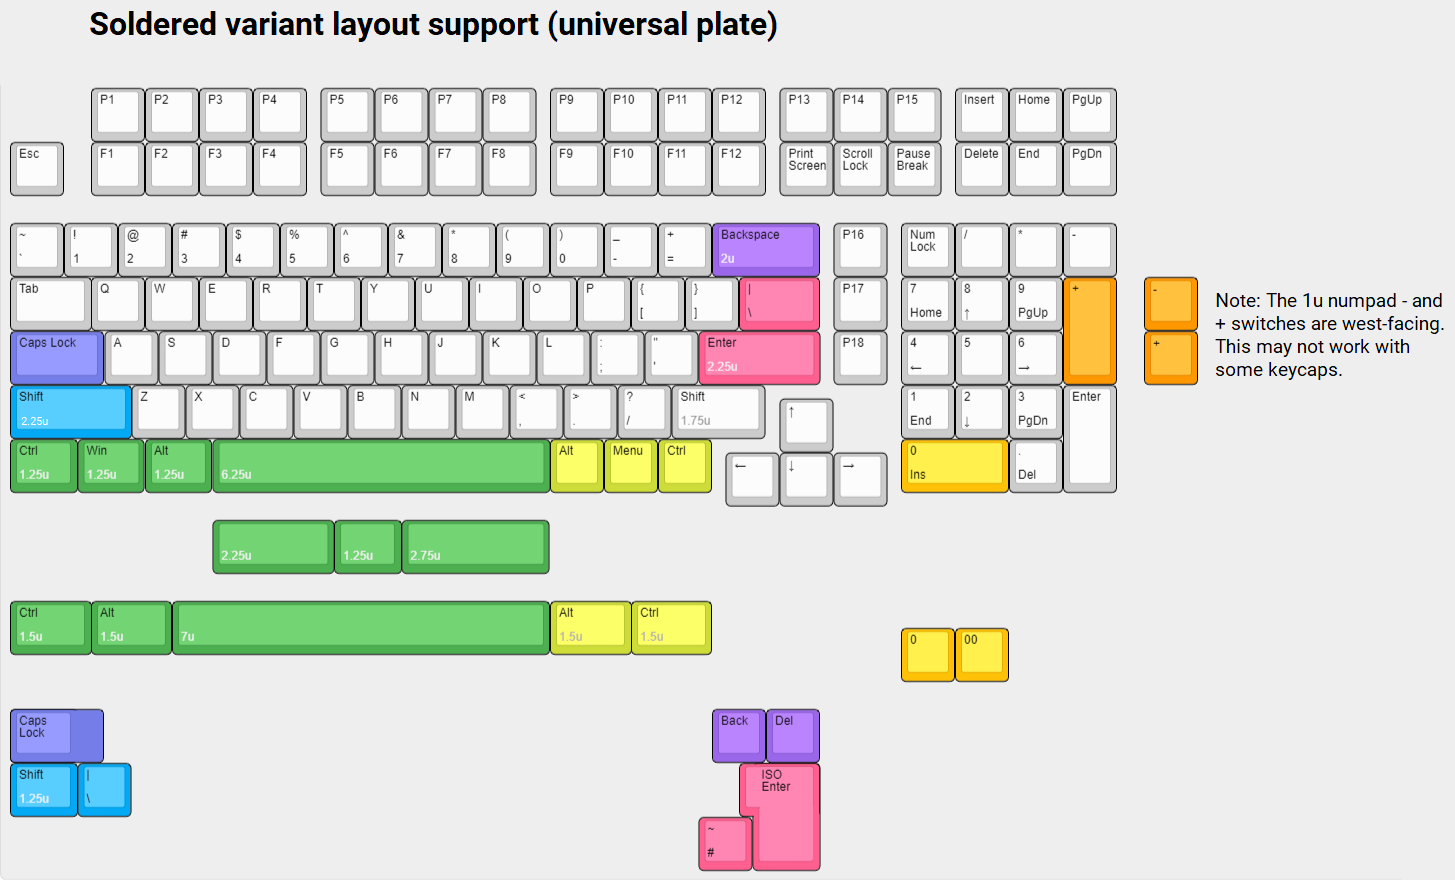 Soldered variant layout support (universal plate)
P1 P2 P3 P4 P5 P6 P7 P8 P9 P10 P11 P12 P13 P14 P15 Insert Home PgUp
Esc F1 F2 F3 F4 F5 F6 F7 F8 F9 F10 F11 F12 Print Scroll Pause Delete End PgDn
Screen Lock Break
~ ! @ # $ % ^ & * ( ) _ + Backspace P16 Num / * -
Lock
` 1 2 3 4 5 6 7 8 9 0 - = 2u
Tab Q W E R T Y U I O P { } | P17 7 8 9 + -
[ ] \ Home ↑ PgUp
Note: The 1u numpad - and
+ switches are west-facing.
This may not work with
some keycaps.
Caps Lock A S D F G H J K L : " Enter P18 4 5 6 +
; ' 2.25u ← →
Shift Z X C V B N M < > ? Shift ↑ 1 2 3 Enter
2.25u , . / 1.75u End ↓ PgDn
Ctrl Win Alt Alt Menu Ctrl ← ↓ → 0 .
1.25u 1.25u 1.25u 6.25u Ins Del
2.25u 1.25u 2.75u
Ctrl Alt Alt Ctrl
1.5u 1.5u 7u 1.5u 1.5u
0 00
Caps Back Del
Lock
Shift | ISO
Enter
1.25u \
~
#